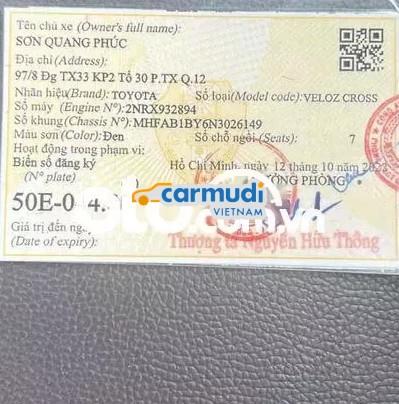 Tên chủ xe (Owner's full name):
SƠN QUANG PHÚC
Địa chỉ (Address):
97/8 Đg TX33 KP2 Tổ 30 P.TX Q.12
Nhãn hiệu(Brand): TOYOTA Số loại(Model code):VELOZ CROSS
Số máy (Engine N°):2NRX932894
Số khung(Chassis N°):MHFAB1BY6N3026149
Màu sơn(Color):Đen Số chỗ ngồi(Seats): 7
Hoạt động trong phạm vi:
Biển số đăng ký Hồ Chí Minh, ngày 12 tháng 10 năm 2022
(N° plate) PHÒNG
carmudi
VIETNAM
50E-0 4.
Giá trị đến ngày
(Date of expiry): Thượng tá Nguyễn Hữu Thông